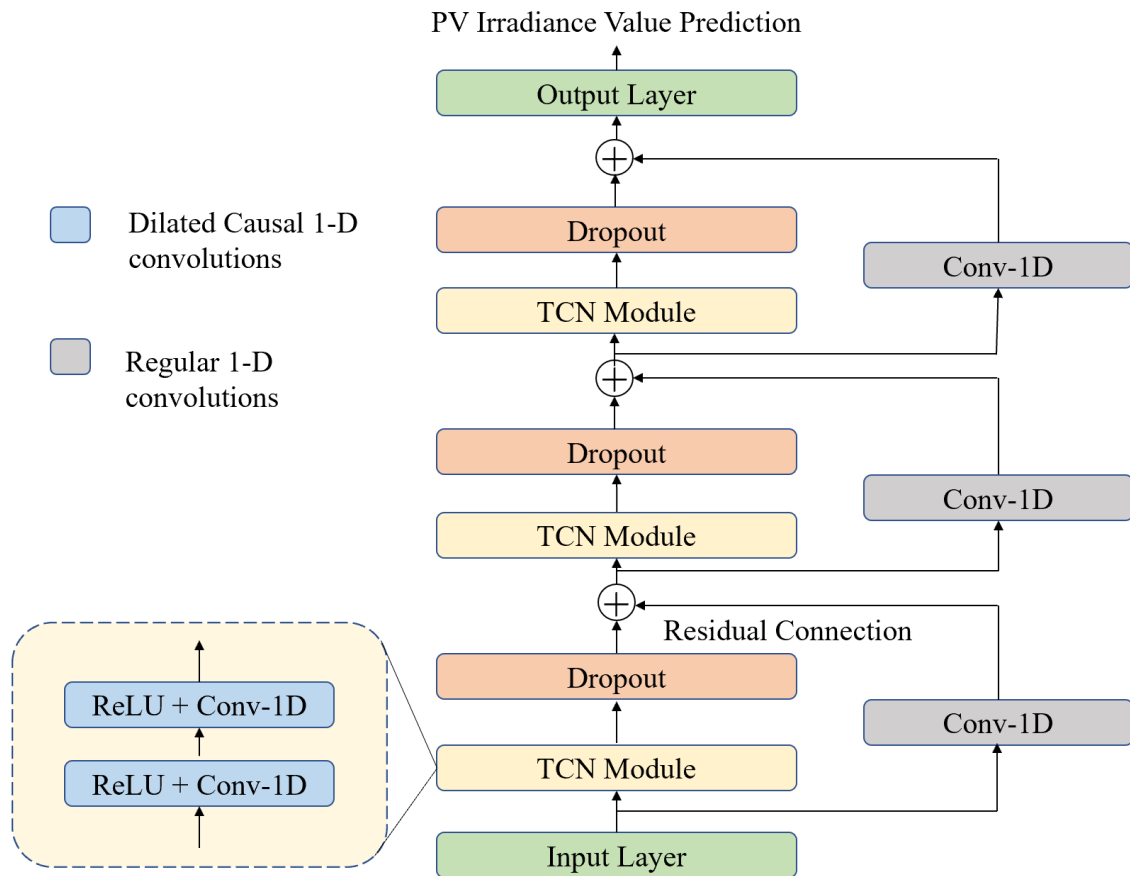 PV Irradiance Value Prediction
Output Layer
Dropout
Conv-1D
TCN Module
Dropout
Conv-1D
TCN Module
Residual Connection
Dropout
Conv-1D
TCN Module
Input Layer
Dilated Causal 1-D
convolutions
Regular 1-D
convolutions
ReLU + Conv-1D
ReLU + Conv-1D